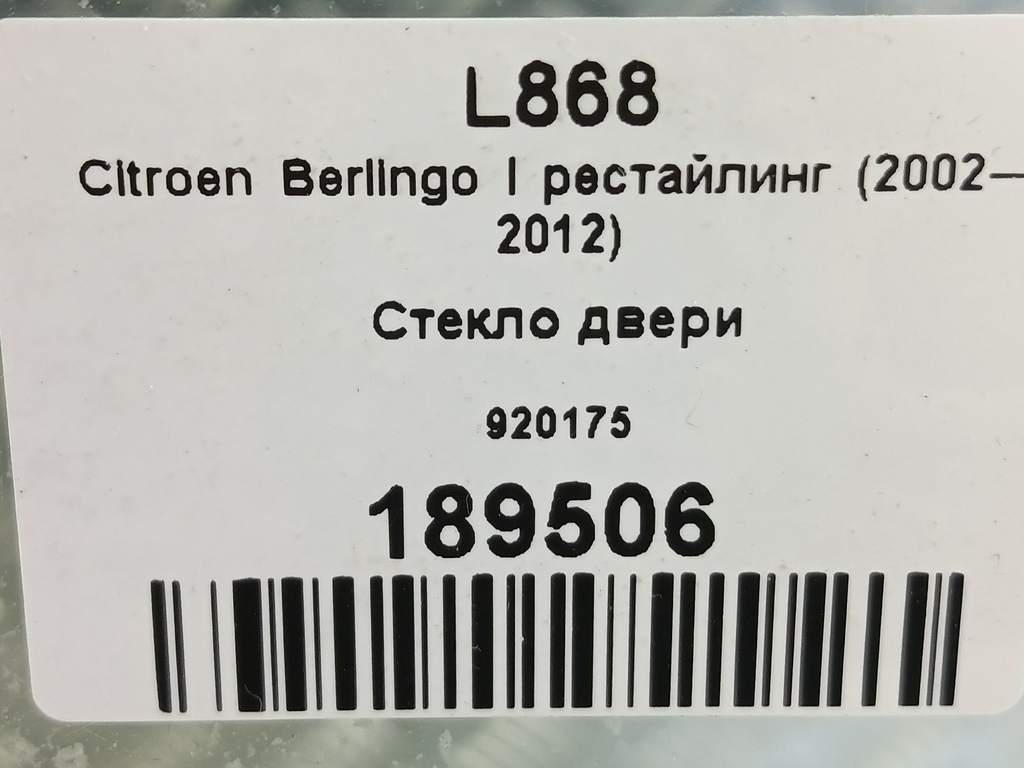 L868
Citroen Berlingo I рестайлинг (2002—
2012)
Стекло двери
920175
189506